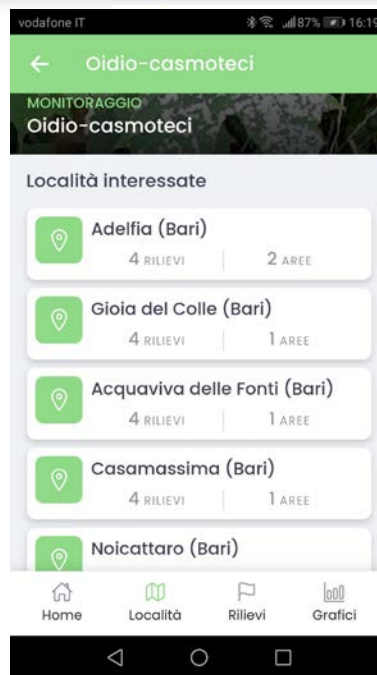 vodafone IT 87% 16:19
Oidio-casmoteci
MONITORAGGIO
Oidio-casmoteci
Località interessate
Adelfia (Bari)
4 RILIEVI 2 AREE
Gioia del Colle (Bari)
4 RILIEVI 1 AREE
Acquaviva delle Fonti (Bari)
4 RILIEVI 1 AREE
Casamassima (Bari)
4 RILIEVI 1 AREE
Noicattaro (Bari)
Home Località Rilievi Grafici